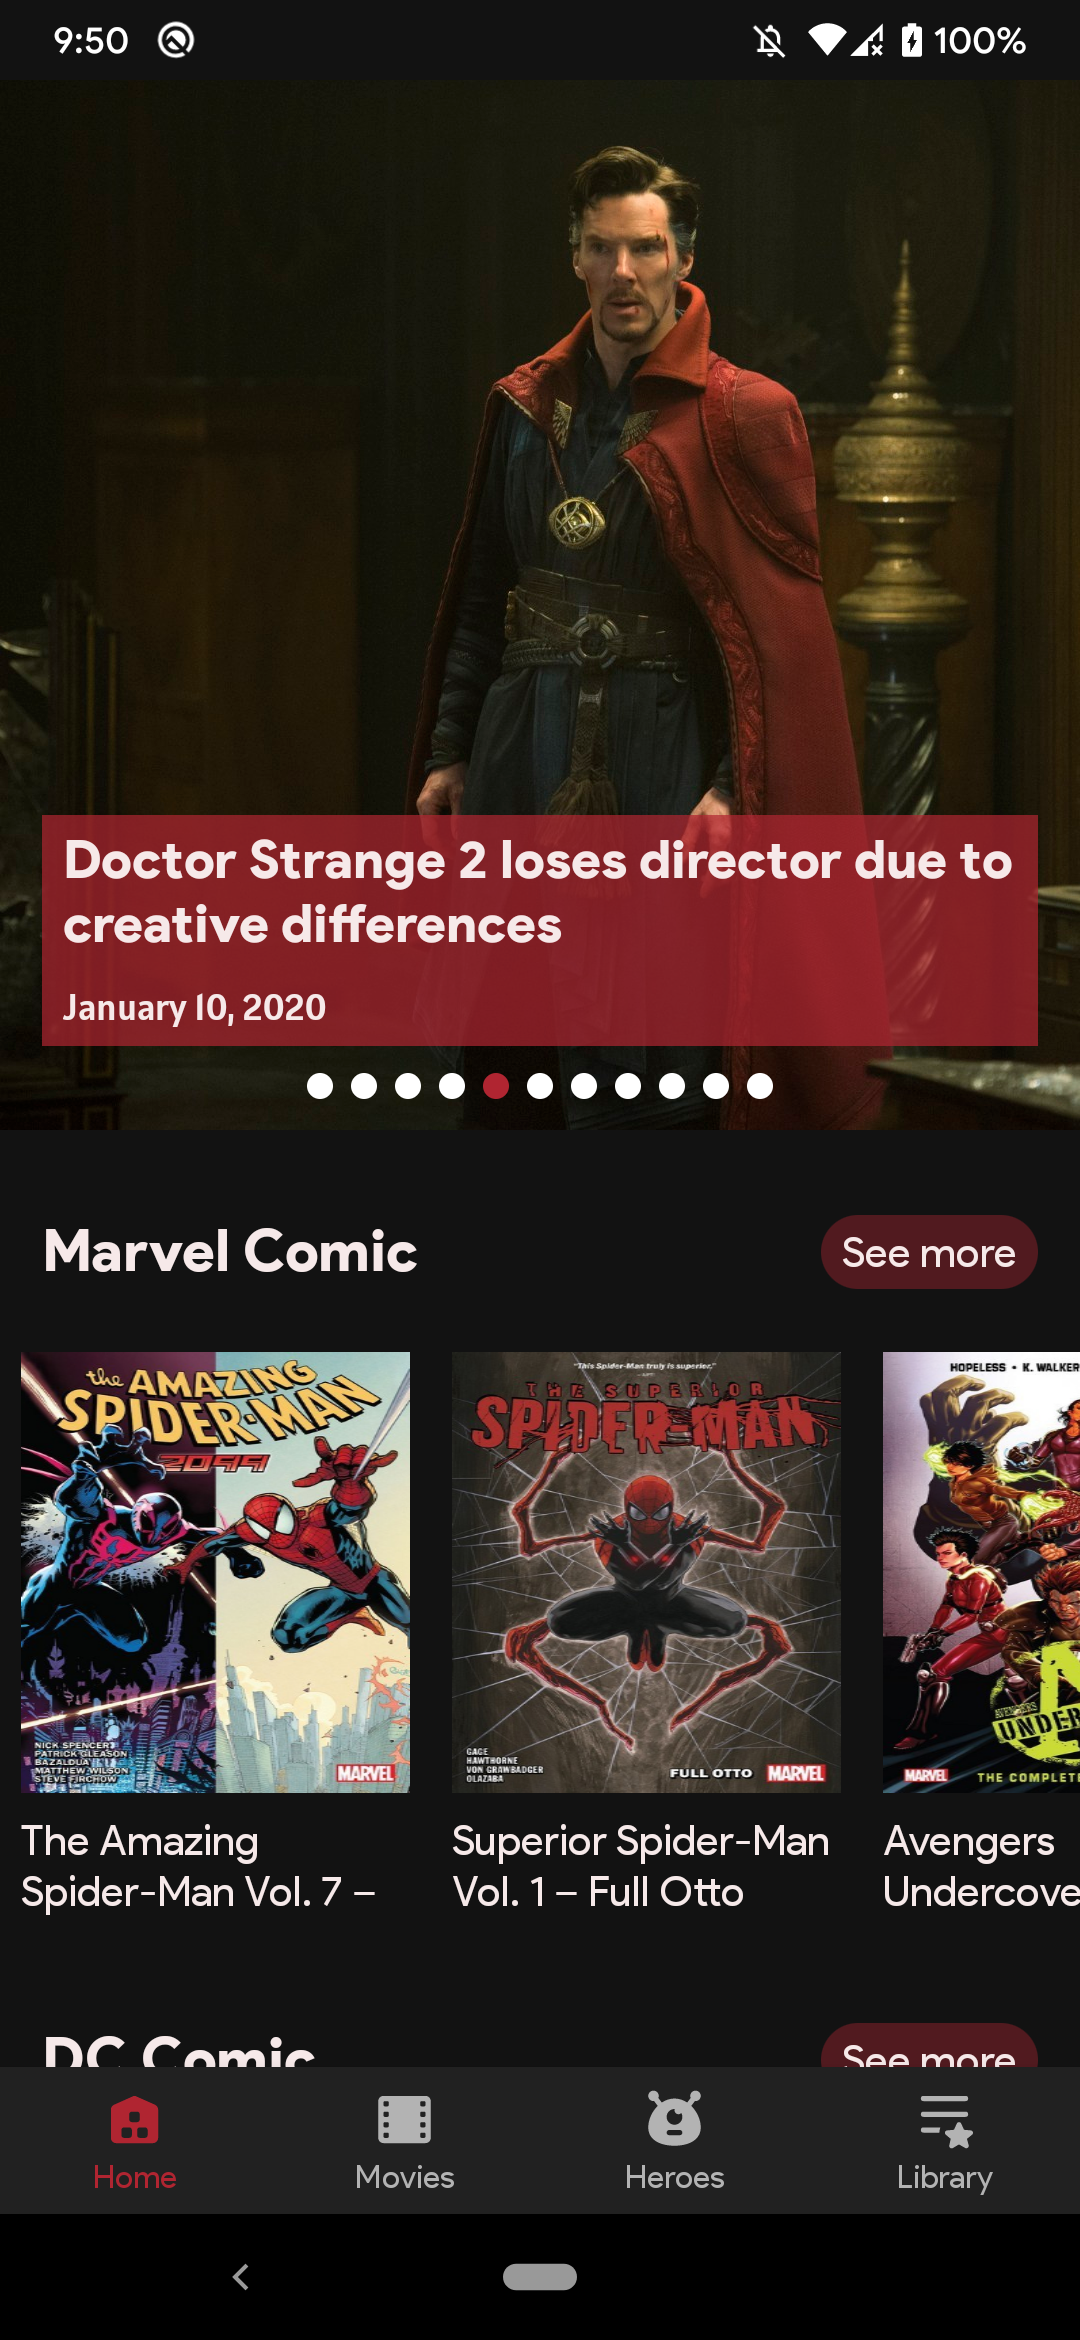 9:50
100%
Doctor Strange 2 loses director due to
creative differences
January 10, 2020
Marvel Comic
See more
the AMAZING
SPIDER-MAN
2099
NICK SPENCER
PATRICK GLEASON
BAZALDUA
MATTHEW WILSON
STEVE FIRCHOW
MARVEL
"This Spider-Man truly is superior."
THE SUPERIOR
SPIDER-MAN
GAGE
HAWTHORNE
VON GRAWBADGER
OLAZABA
FULL OTTO
MARVEL
HOPELESS • K. WALKER
AVENGERS
UNDER
MARVEL
THE COMPLETE
The Amazing
Spider-Man Vol. 7 –
Superior Spider-Man
Vol. 1 – Full Otto
Avengers
Undercove
DC Comic
See more
Home
Movies
Heroes
Library